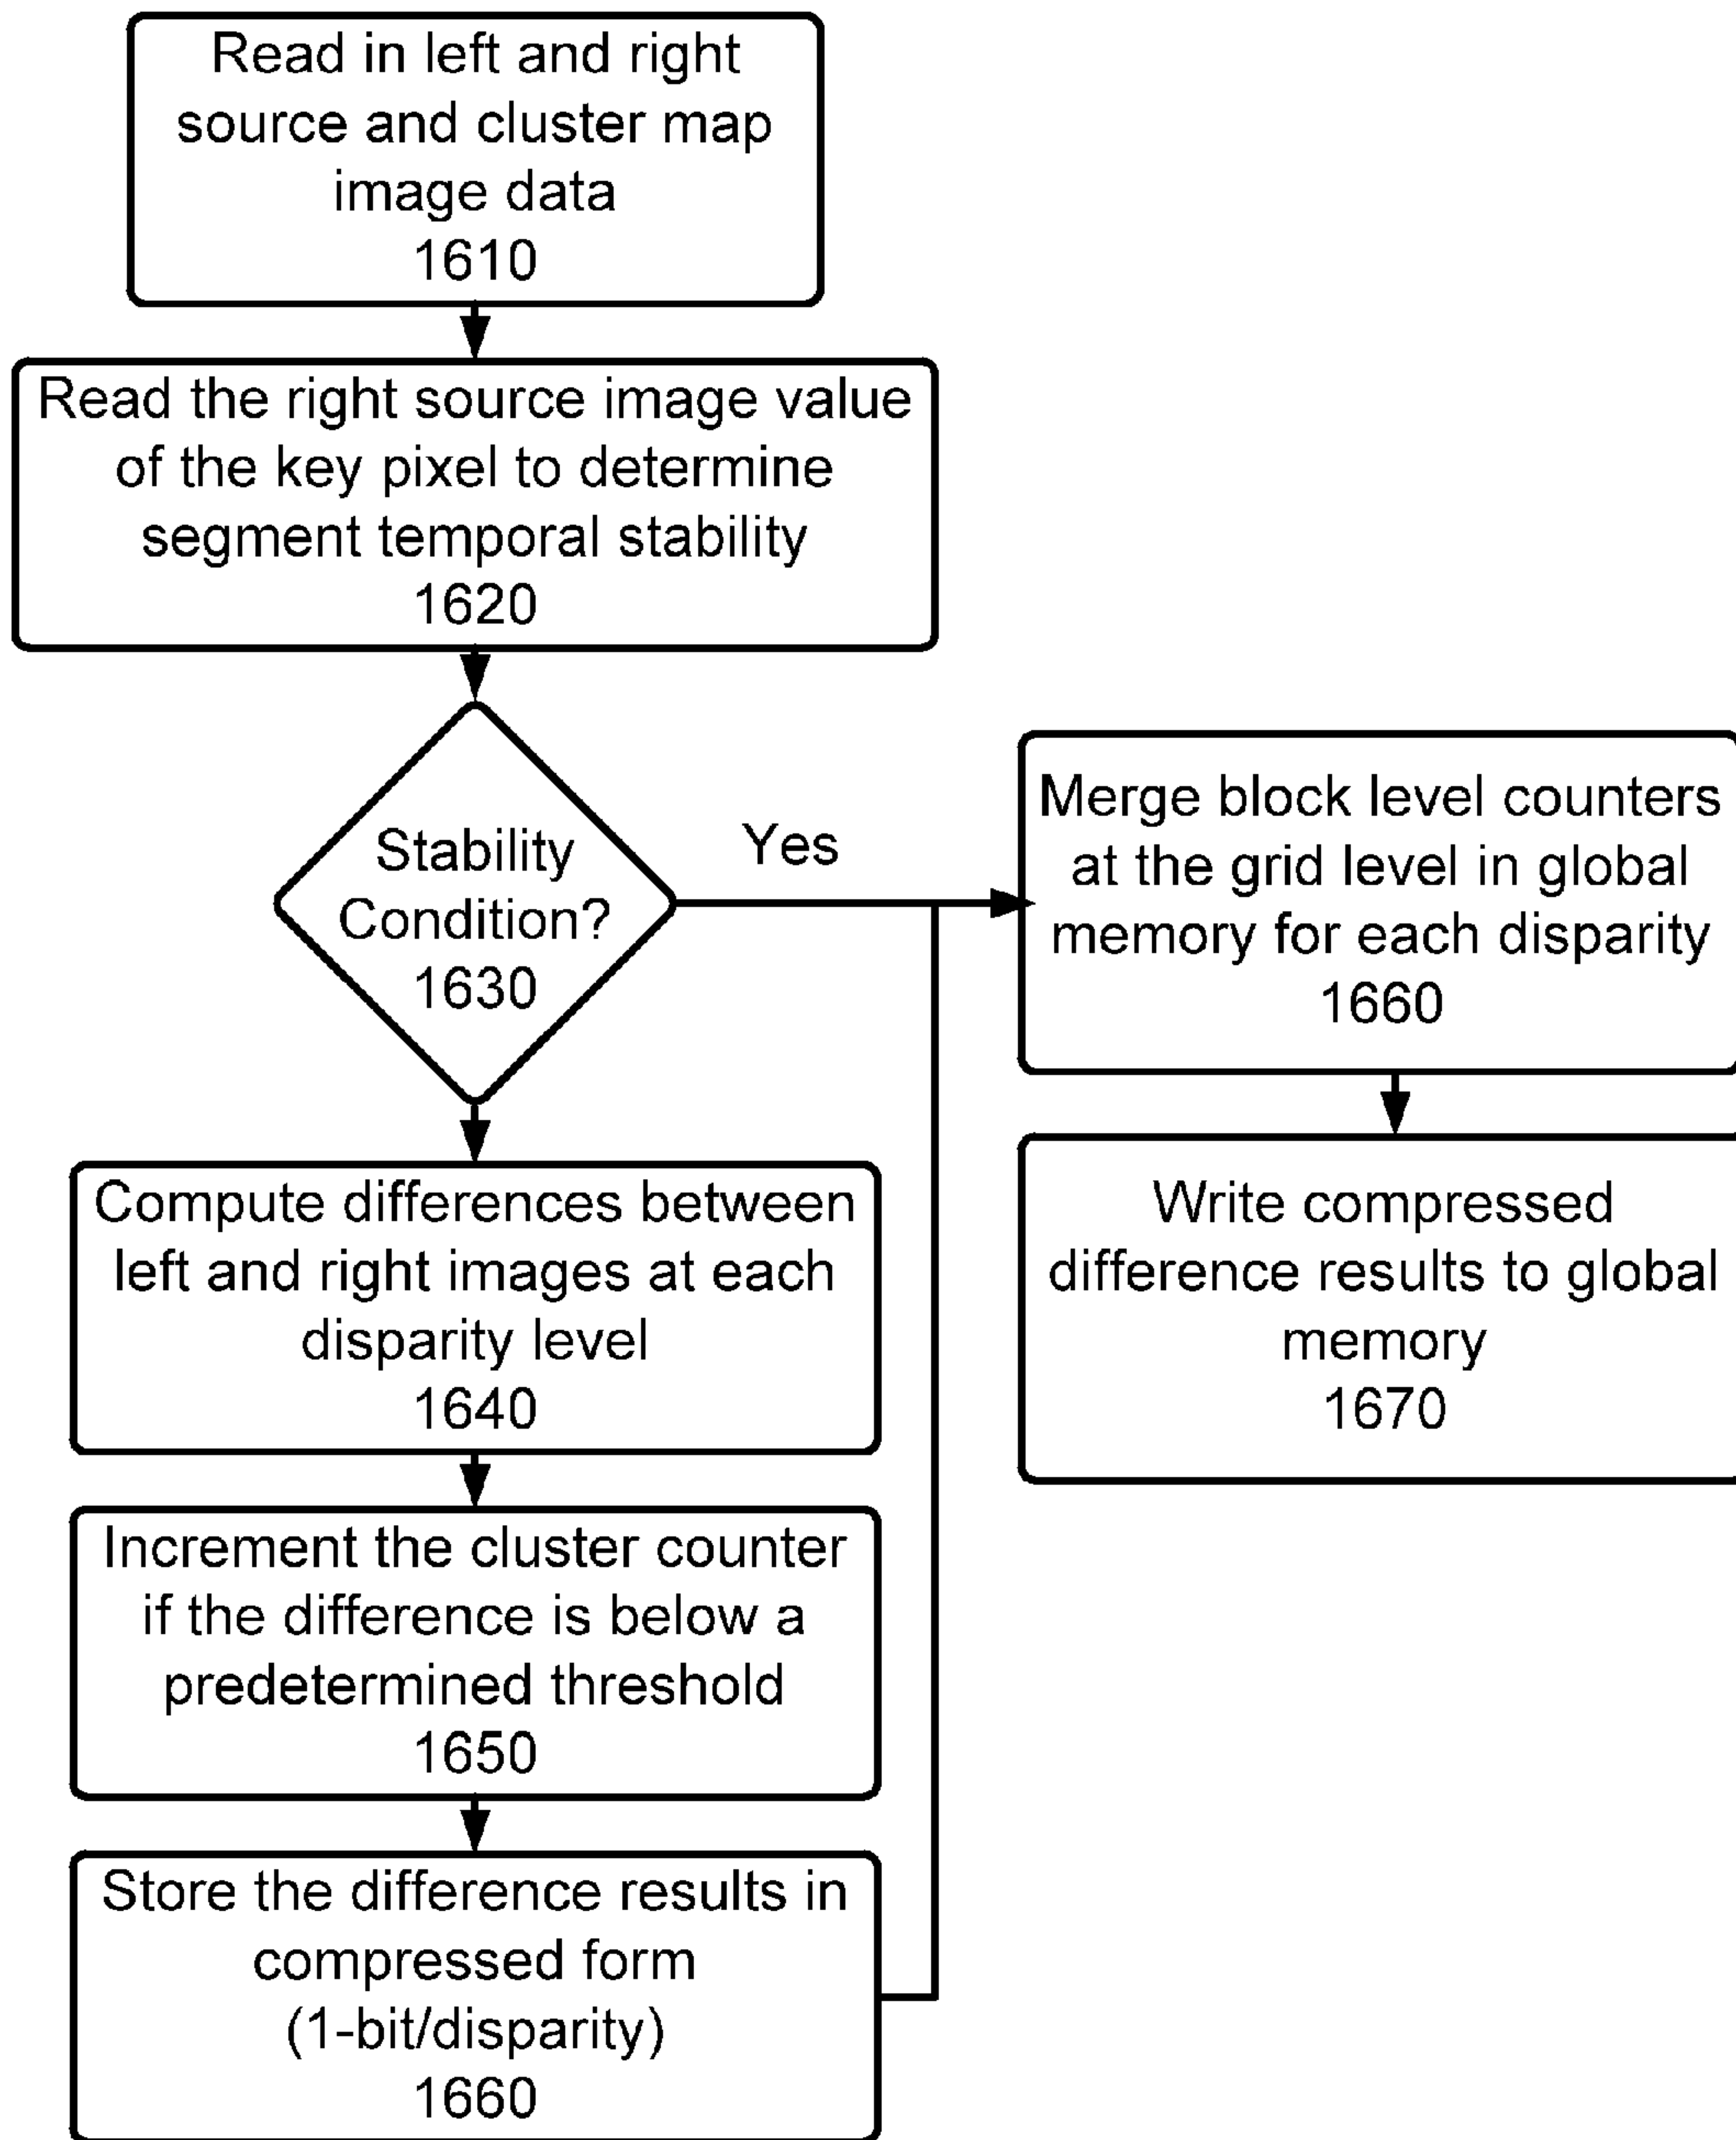 Read in left and right
source and cluster map
image data
1610
Read the right source image value
of the key pixel to determine
segment temporal stability
1620
Stability
Condition?
1630
Yes
Merge block level counters
at the grid level in global
memory for each disparity
1660
Write compressed
difference results to global
memory
1670
Compute differences between
left and right images at each
disparity level
1640
Increment the cluster counter
if the difference is below a
predetermined threshold
1650
Store the difference results in
compressed form
(1-bit/disparity)
1660